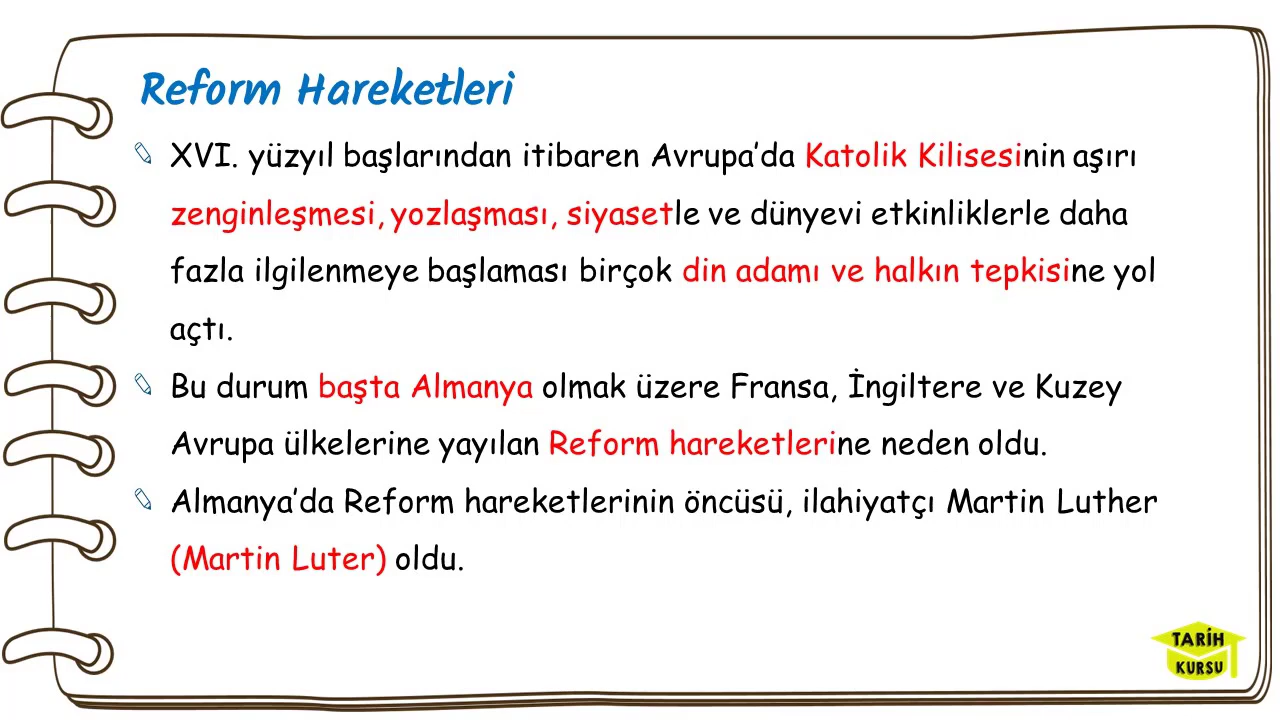 Reform Hareketleri
XVI. yüzyıl başlarından itibaren Avrupa’da Katolik Kilisesinin aşırı
zenginleşmesi, yozlaşması, siyasetle ve dünyevi etkinliklerle daha
fazla ilgilenmeye başlaması birçok din adamı ve halkın tepkisine yol
açtı.
Bu durum başta Almanya olmak üzere Fransa, İngiltere ve Kuzey
Avrupa ülkelerine yayılan Reform hareketlerine neden oldu.
Almanya’da Reform hareketlerinin öncüsü, ilahiyatçı Martin Luther
(Martin Luter) oldu.
TARİH
KURSU